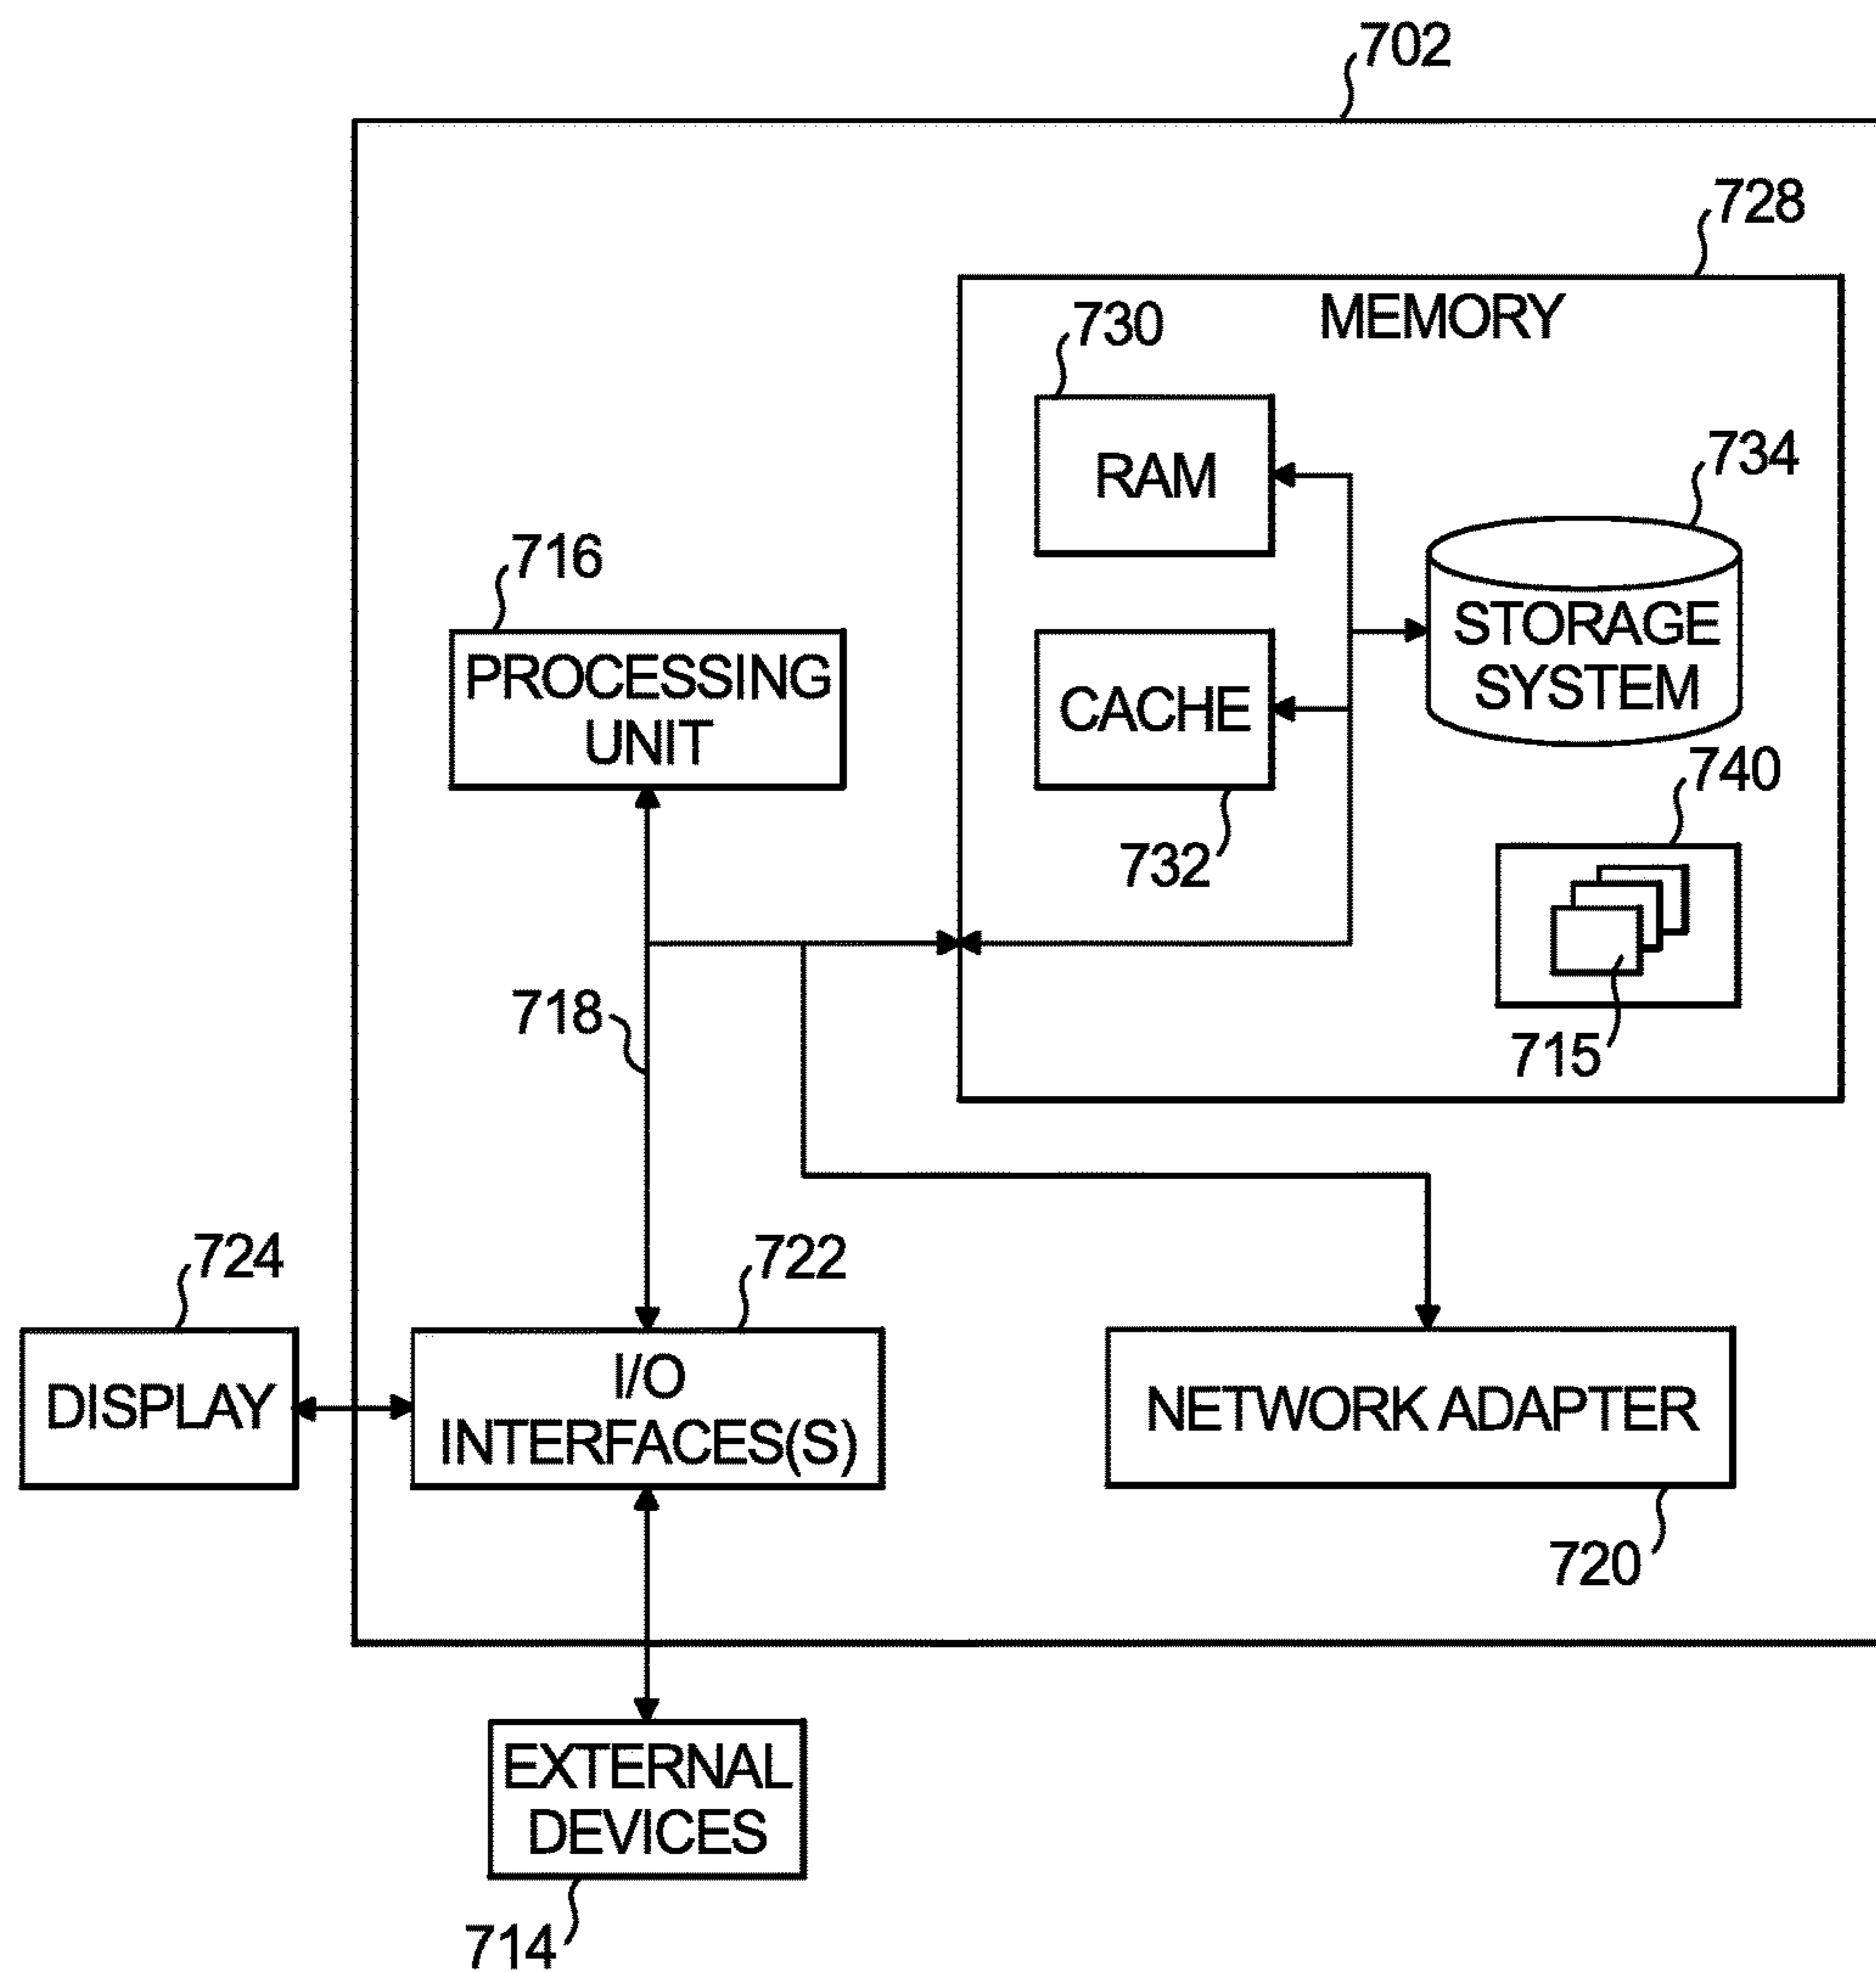 702
728
MEMORY
730
RAM
734
STORAGE
SYSTEM
716
PROCESSING
UNIT
CACHE
732
740
715
718
724
DISPLAY
722
I/O
INTERFACES(S)
NETWORK ADAPTER
720
EXTERNAL
DEVICES
714